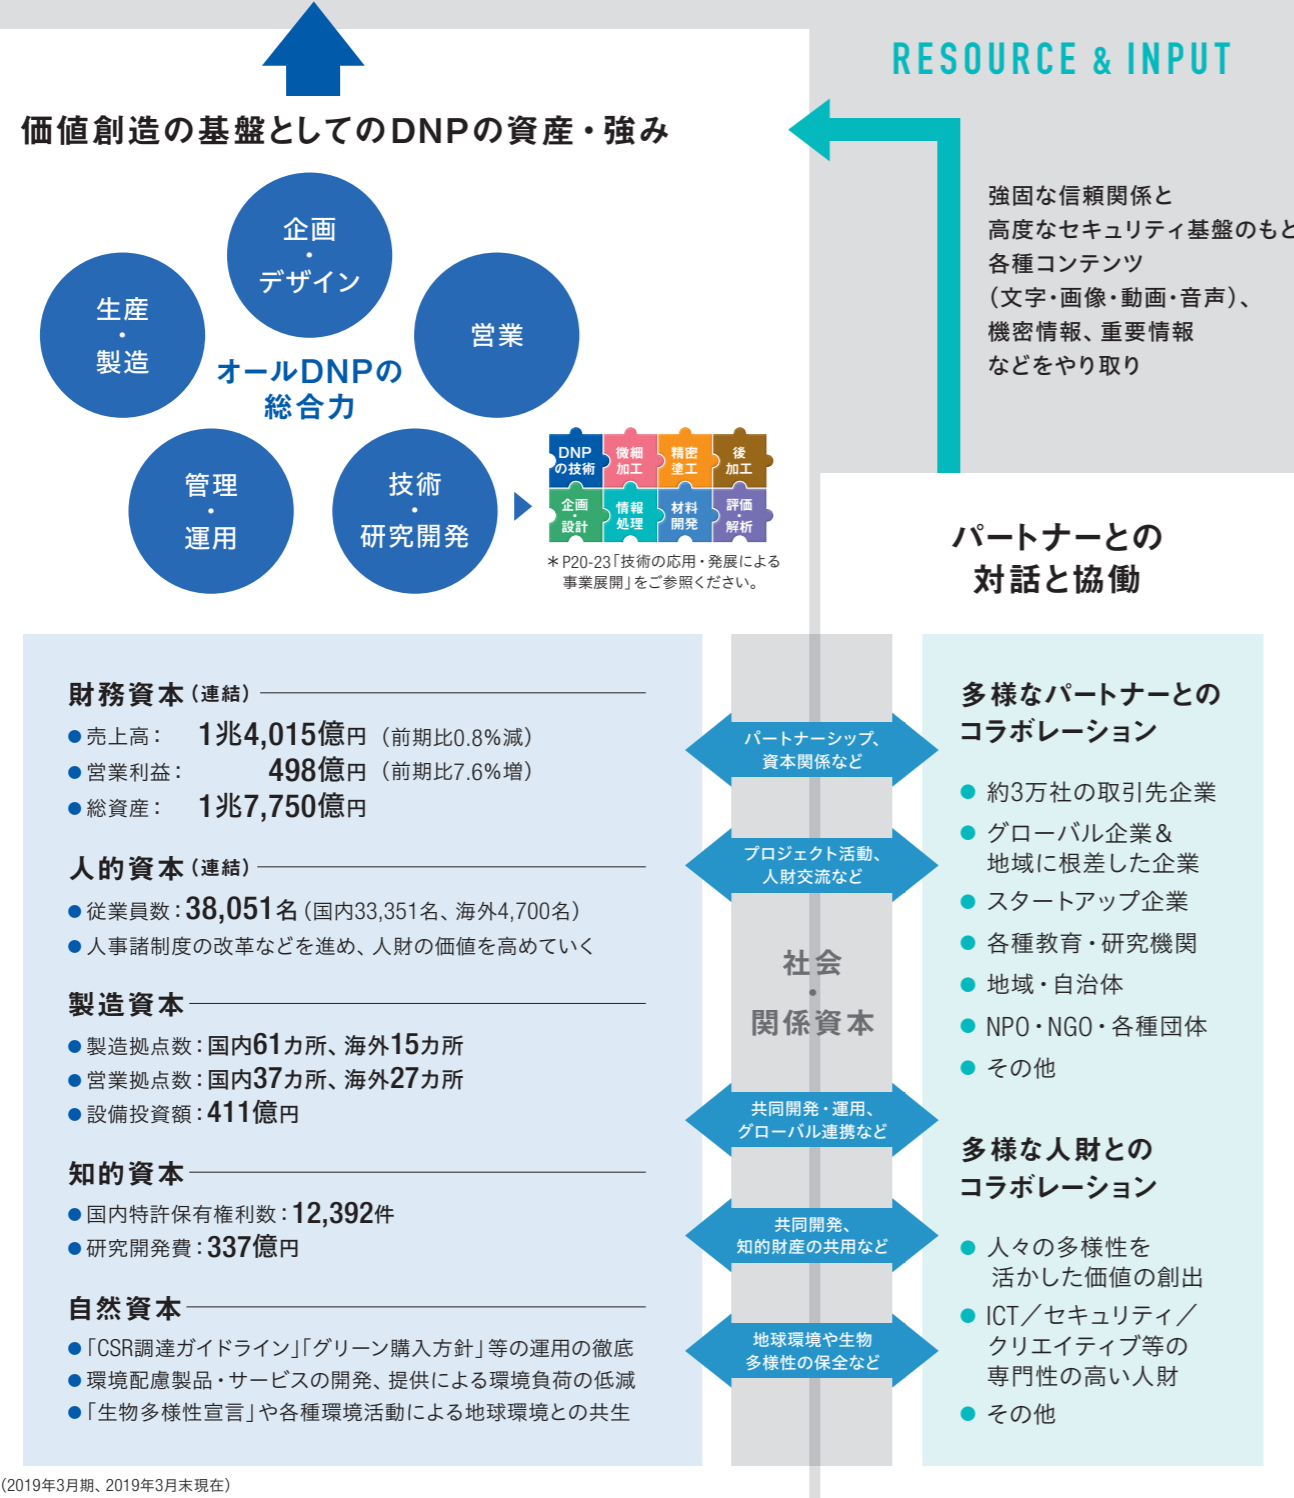 RESOURCE & INPUT
価値創造の基盤としてのDNPの資産・強み
強固な信頼関係と
高度なセキュリティ基盤のもと
各種コンテンツ
(文字・画像・動画・音声)、
機密情報、重要情報
などをやり取り
企画
・
デザイン
生産
・
製造
営業
オールDNPの
総合力
管理
・
運用
技術
・
研究開発
DNP
の技術
微細
加工
精密
塗工
後
加工
企画
・
設計
情報
処理
材料
開発
評価
・
解析
＊P20-23「技術の応用・発展による
事業展開」をご参照ください。
パートナーとの
対話と協働
財務資本(連結)
●売上高： 1兆4,015億円 (前期比0.8%減)
●営業利益： 498億円 (前期比7.6%増)
●総資産： 1兆7,750億円
人的資本(連結)
●従業員数：38,051名(国内33,351名、海外4,700名)
●人事諸制度の改革などを進め、人財の価値を高めていく
製造資本
●製造拠点数：国内61カ所、海外15カ所
●営業拠点数：国内37カ所、海外27カ所
●設備投資額：411億円
知的資本
●国内特許保有権利数：12,392件
●研究開発費：337億円
自然資本
●「CSR調達ガイドライン」「グリーン購入方針」等の運用の徹底
●環境配慮製品・サービスの開発、提供による環境負荷の低減
●「生物多様性宣言」や各種環境活動による地球環境との共生
パートナーシップ、
資本関係など
プロジェクト活動、
人財交流など
社会
・
関係資本
共同開発・運用、
グローバル連携など
共同開発、
知的財産の共用など
地球環境や生物
多様性の保全など
多様なパートナーとの
コラボレーション
● 約3万社の取引先企業
● グローバル企業＆
地域に根差した企業
● スタートアップ企業
● 各種教育・研究機関
● 地域・自治体
● NPO・NGO・各種団体
● その他
多様な人財との
コラボレーション
● 人々の多様性を
活かした価値の創出
● ICT／セキュリティ／
クリエイティブ等の
専門性の高い人財
● その他
(2019年3月期、2019年3月末現在)